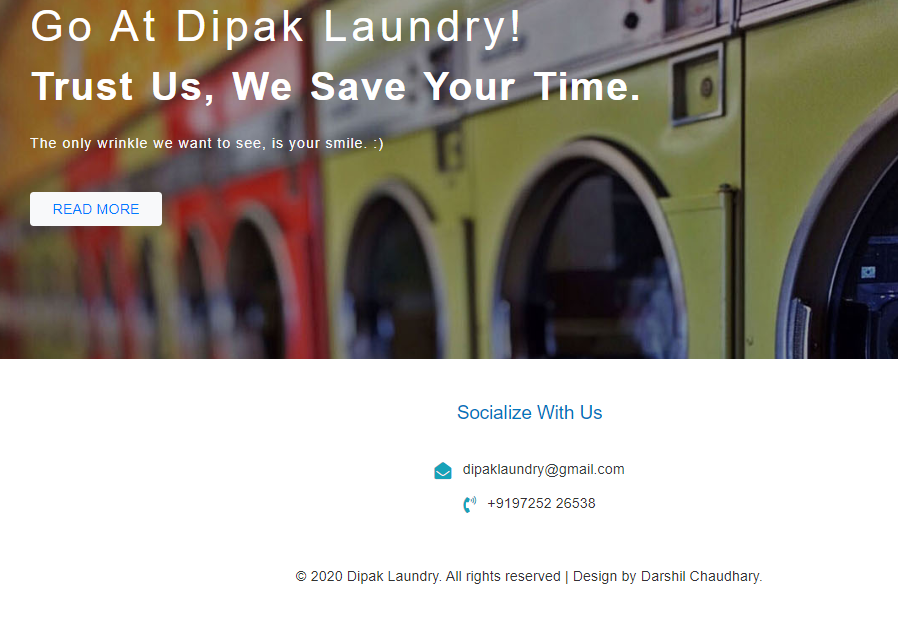 Go At Dipak Laundry!
Trust Us, We Save Your Time.
The only wrinkle we want to see, is your smile. :)
READ MORE
Socialize With Us
dipaklaundry@gmail.com
+9197252 26538
© 2020 Dipak Laundry. All rights reserved | Design by Darshil Chaudhary.